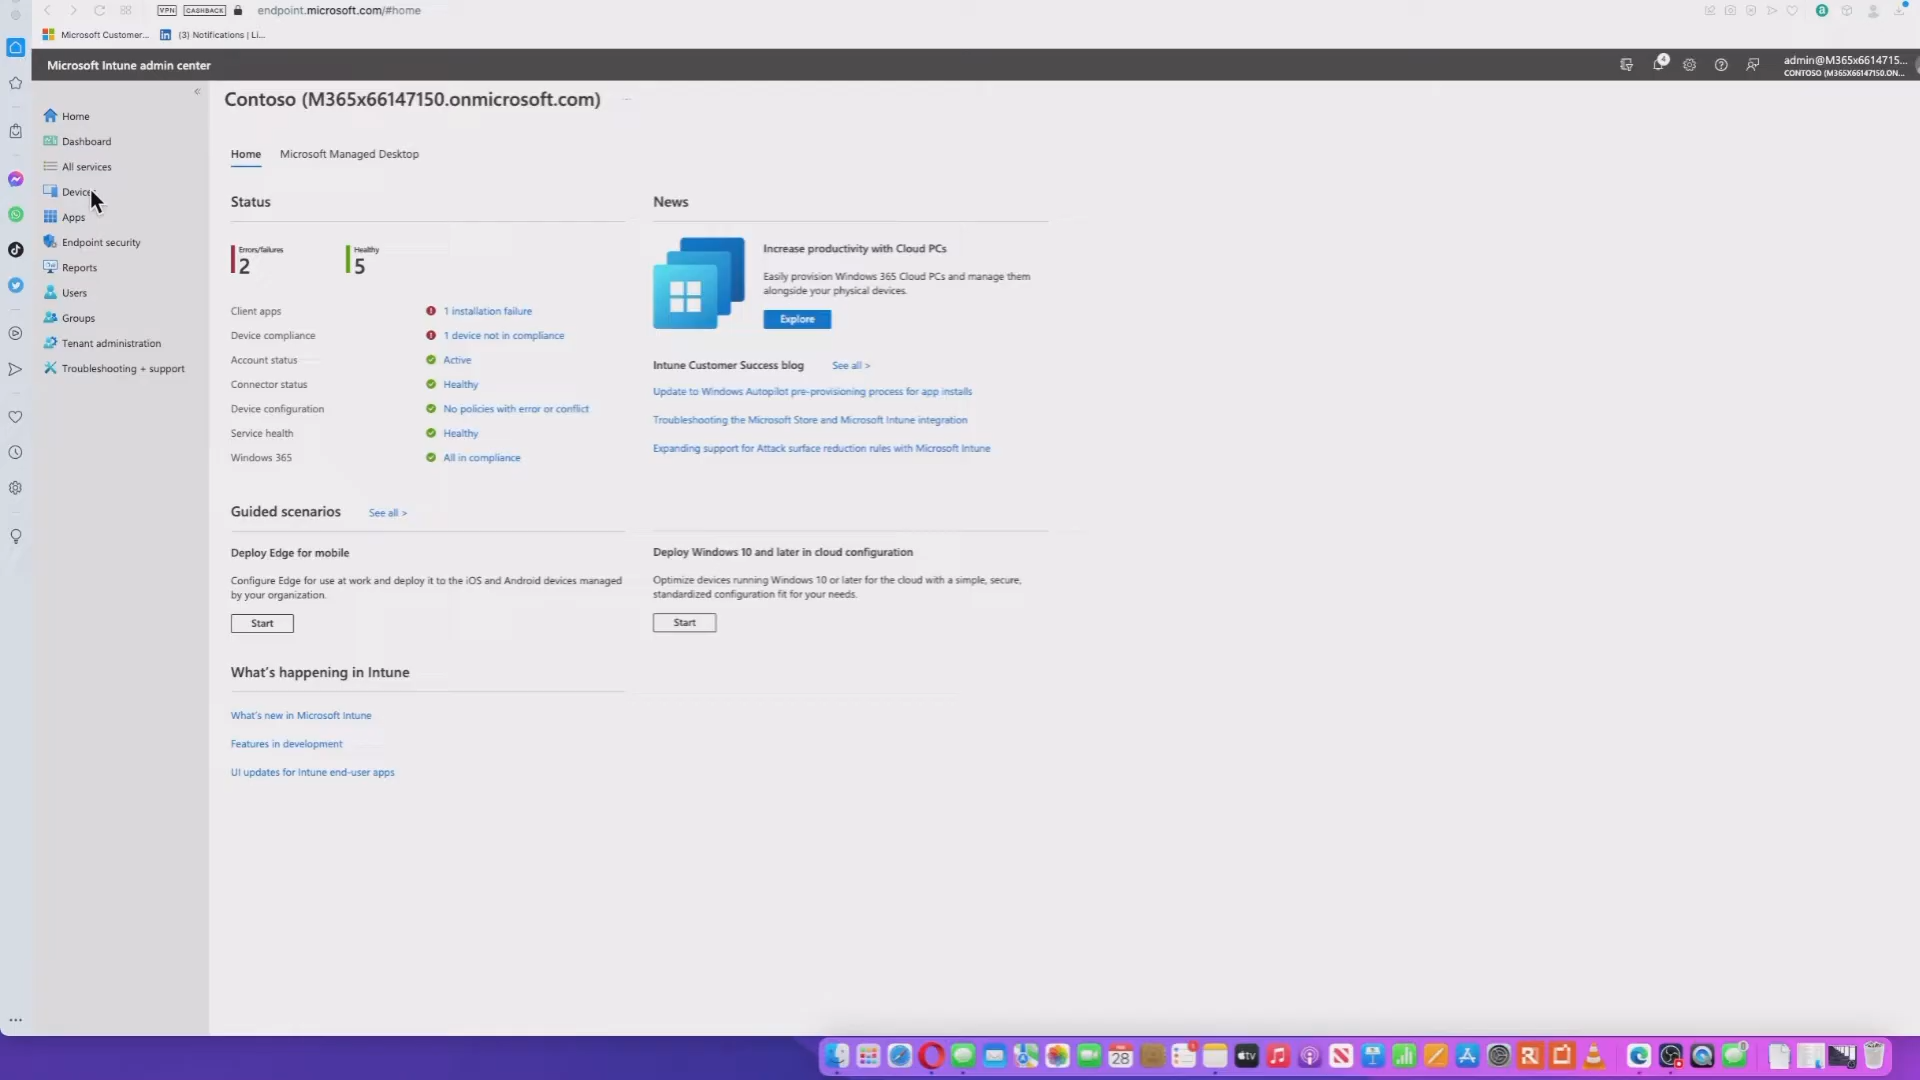 VPN CASHBACK endpoint.microsoft.com/#home
Microsoft Customer... (3) Notifications | Li...
Microsoft Intune admin center
4
admin@M365x6614715...
CONTOSO (M365X66147150.ON...
Home
Dashboard
All services
Apps
Endpoint security
Reports
Users
Groups
Tenant administration
Troubleshooting + support
Contoso (M365x66147150.onmicrosoft.com)
Home Microsoft Managed Desktop
Status
Errors/failures
2
Healthy
5
Client apps 1 installation failure
Device compliance 1 device not in compliance
Account status Active
Connector status Healthy
Device configuration No policies with error or conflict
Service health Healthy
Windows 365 All in compliance
News
Increase productivity with Cloud PCs
Easily provision Windows 365 Cloud PCs and manage them
alongside your physical devices.
Explore
Intune Customer Success blog See all >
Update to Windows Autopilot pre-provisioning process for app installs
Troubleshooting the Microsoft Store and Microsoft Intune integration
Expanding support for Attack surface reduction rules with Microsoft Intune
Guided scenarios See all >
Deploy Edge for mobile
Configure Edge for use at work and deploy it to the iOS and Android devices managed
by your organization.
Start
Deploy Windows 10 and later in cloud configuration
Optimize devices running Windows 10 or later for the cloud with a simple, secure,
standardized configuration fit for your needs.
Start
What's happening in Intune
What's new in Microsoft Intune
Features in development
UI updates for Intune end-user apps
28
tv